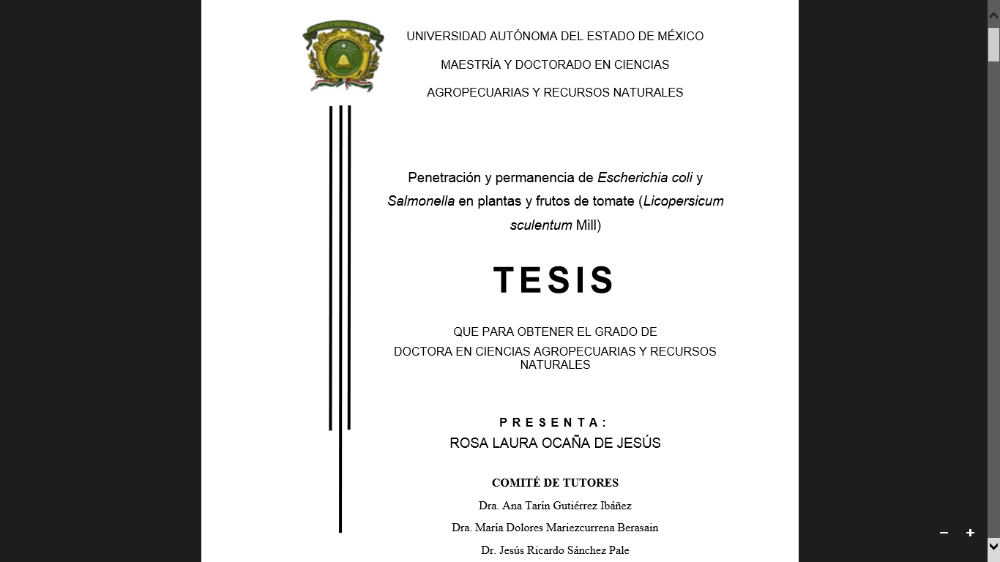 UNIVERSIDAD AUTÓNOMA DEL ESTADO DE MÉXICO
MAESTRÍA Y DOCTORADO EN CIENCIAS
AGROPECUARIAS Y RECURSOS NATURALES
Penetración y permanencia de Escherichia coli y
Salmonella en plantas y frutos de tomate (Licopersicum
sculentum Mill)
TESIS
QUE PARA OBTENER EL GRADO DE
DOCTORA EN CIENCIAS AGROPECUARIAS Y RECURSOS
NATURALES
PRESENTA:
ROSA LAURA OCAÑA DE JESÚS
COMITÉ DE TUTORES
Dra. Ana Tarín Gutiérrez Ibáñez
Dra. María Dolores Mariezcurrena Berasain
Dr. Jesús Ricardo Sánchez Pale